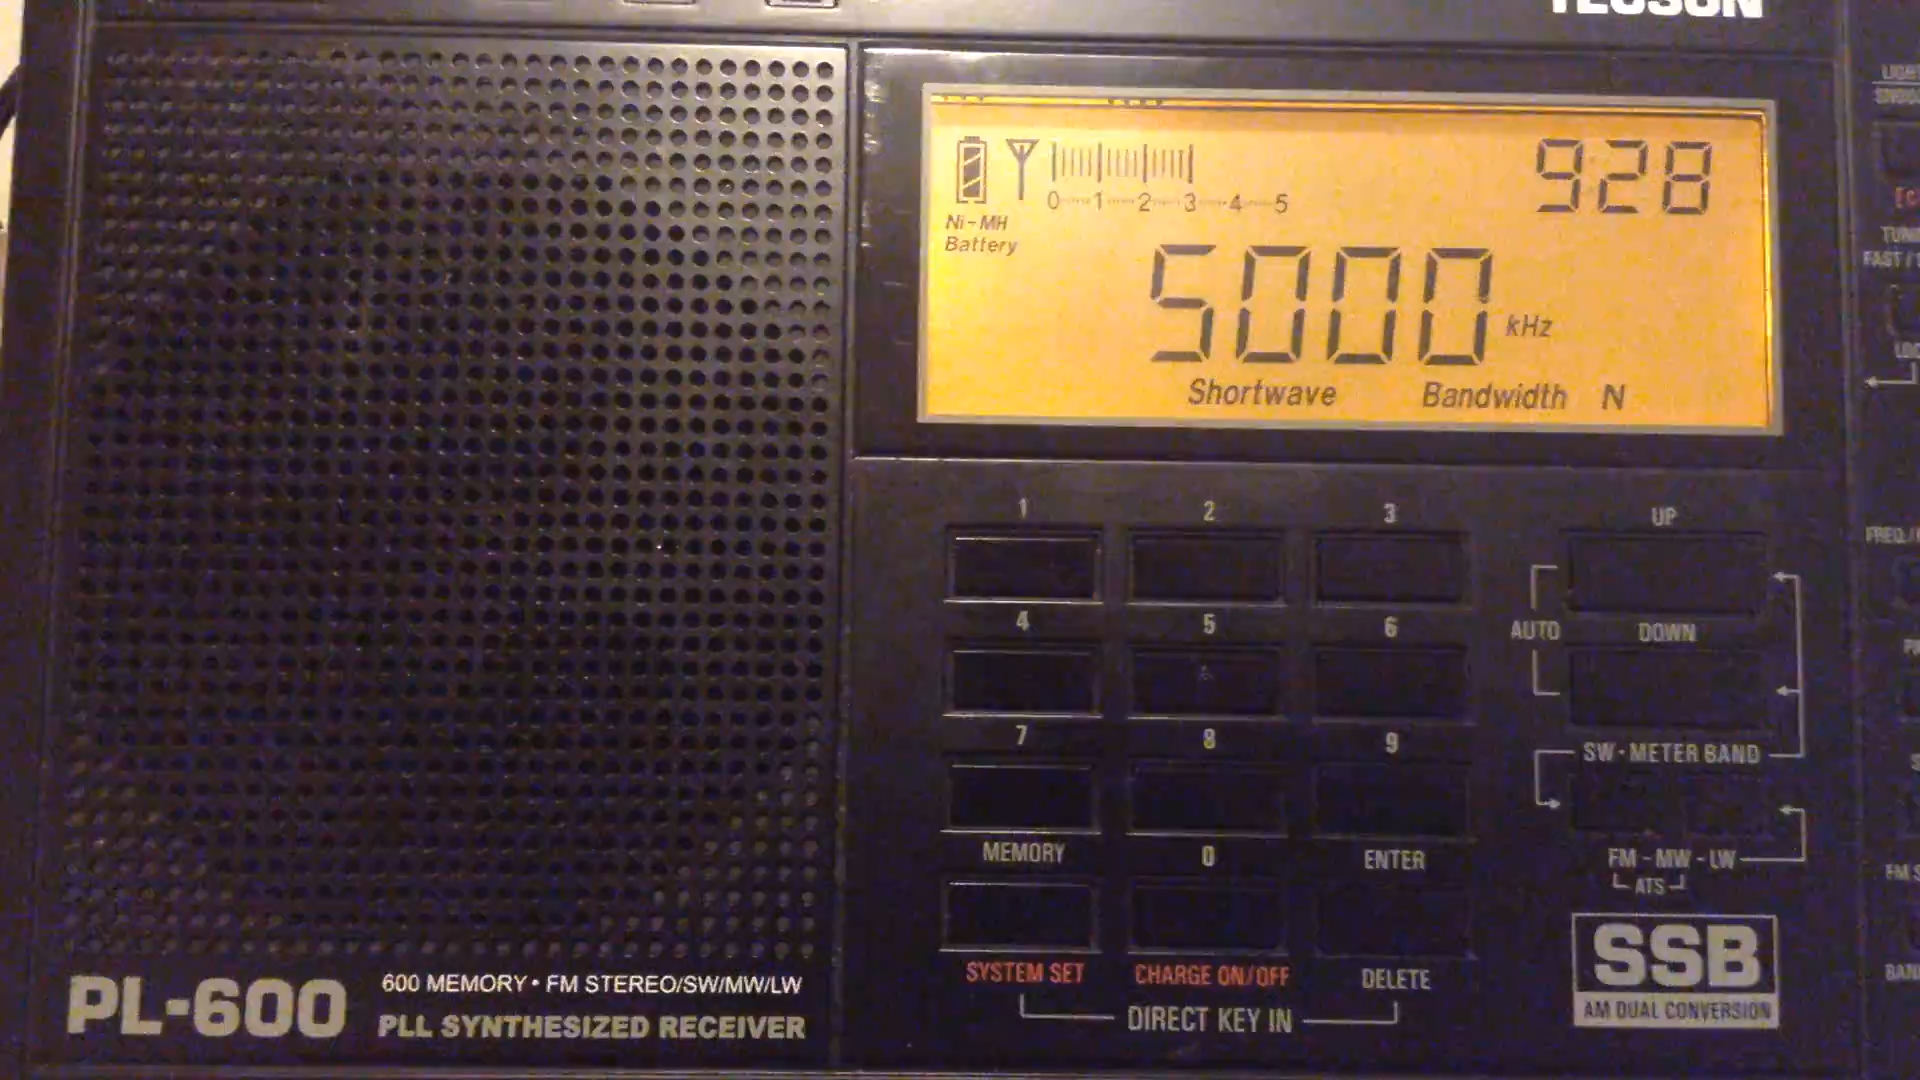 TECSUN
928
0 1 2 3 4 5
Ni-MH
Battery
5000 kHz
Shortwave Bandwidth N
1 2 3 UP
4 5 6 AUTO DOWN
7 8 9 SW·METER BAND
MEMORY 0 ENTER FM - MW - LW
ATS
SYSTEM SET CHARGE ON/OFF DELETE
DIRECT KEY IN
SSB
AM DUAL CONVERSION
PL-600
600 MEMORY • FM STEREO/SW/MW/LW
PLL SYNTHESIZED RECEIVER
FAST /